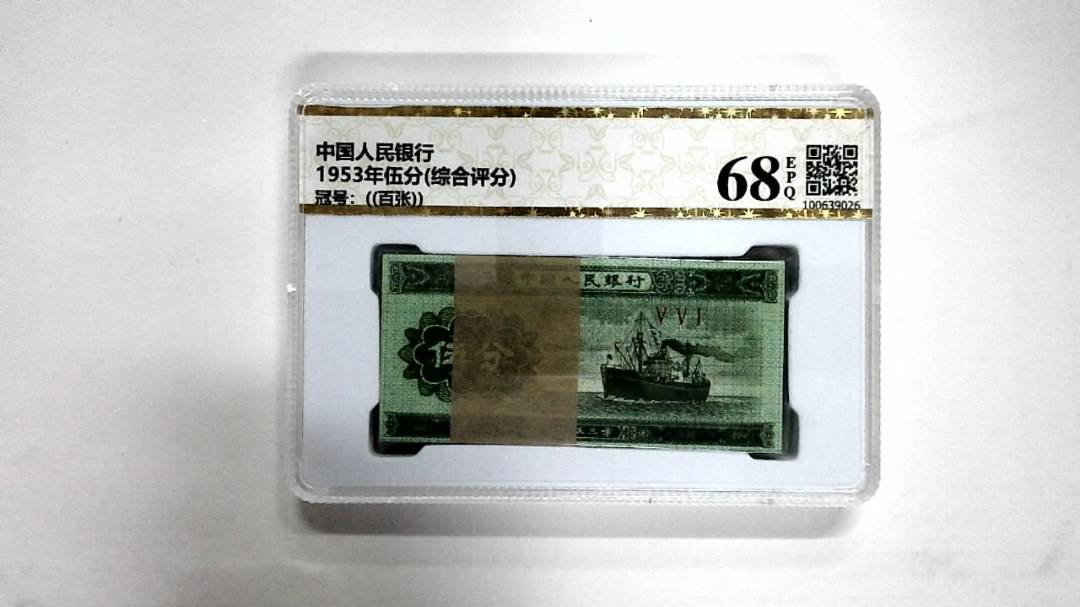 中国人民银行
1953年伍分(综合评分)
冠号：((百张))
68
EPQ
100639026
中国人民银行
VVI
伍分